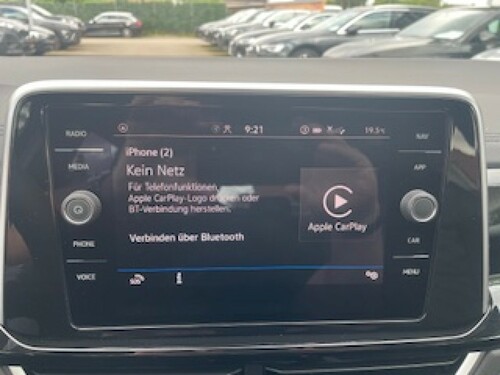 RADIO
9:21
19.5°C
NAV
iPhone (2)
Kein Netz
MEDIA
APP
Für Telefonfunktionen
Apple CarPlay-Logo drücken oder
BT-Verbindung herstellen.
Apple CarPlay
Verbinden über Bluetooth
PHONE
CAR
VOICE
SOS
MENU